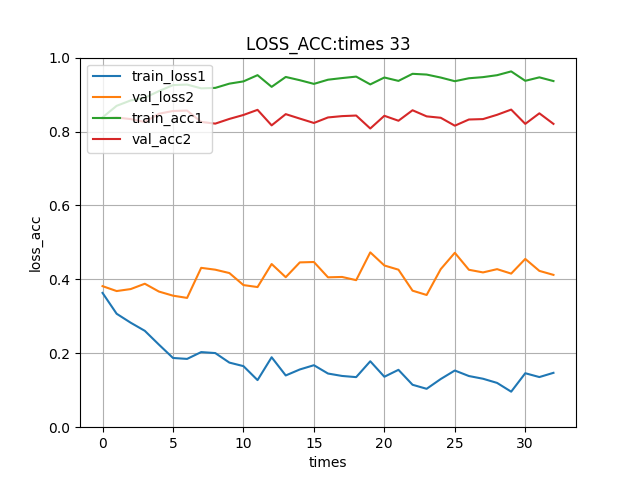 LOSS_ACC:times 33
train_loss1
val_loss2
train_acc1
val_acc2
1.0
0.8
0.6
0.4
0.2
0.0
loss_acc
0 5 10 15 20 25 30
times